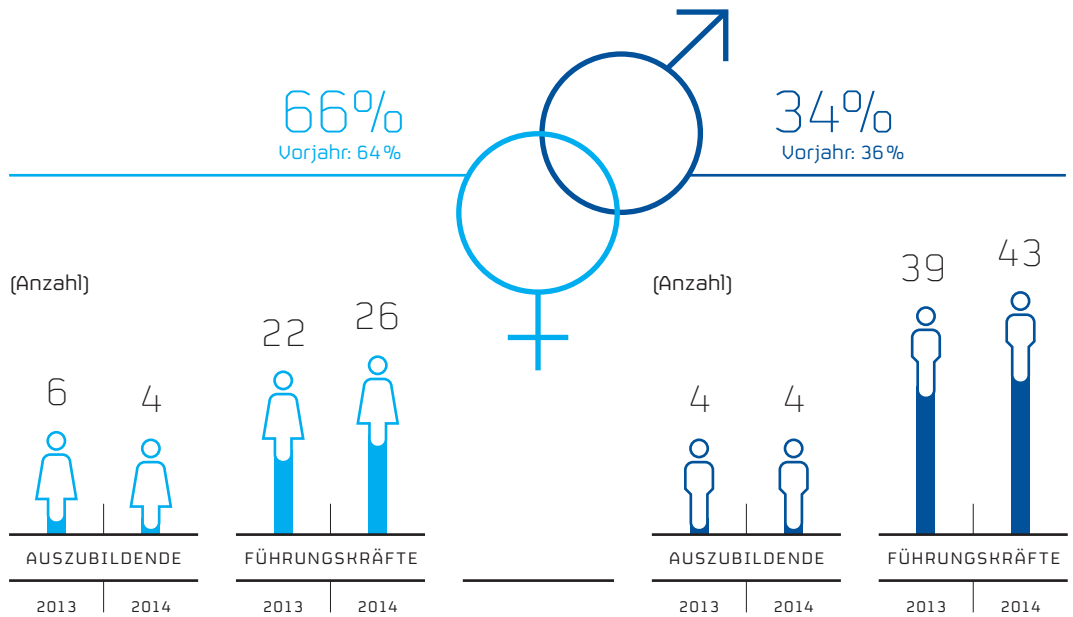 66%
Vorjahr: 64%
34%
Vorjahr: 36%
(Anzahl)
6
4
22
26
AUSZUBILDENDE
FÜHRUNGSKRÄFTE
2013
2014
2013
2014
(Anzahl)
4
4
39
43
AUSZUBILDENDE
FÜHRUNGSKRÄFTE
2013
2014
2013
2014